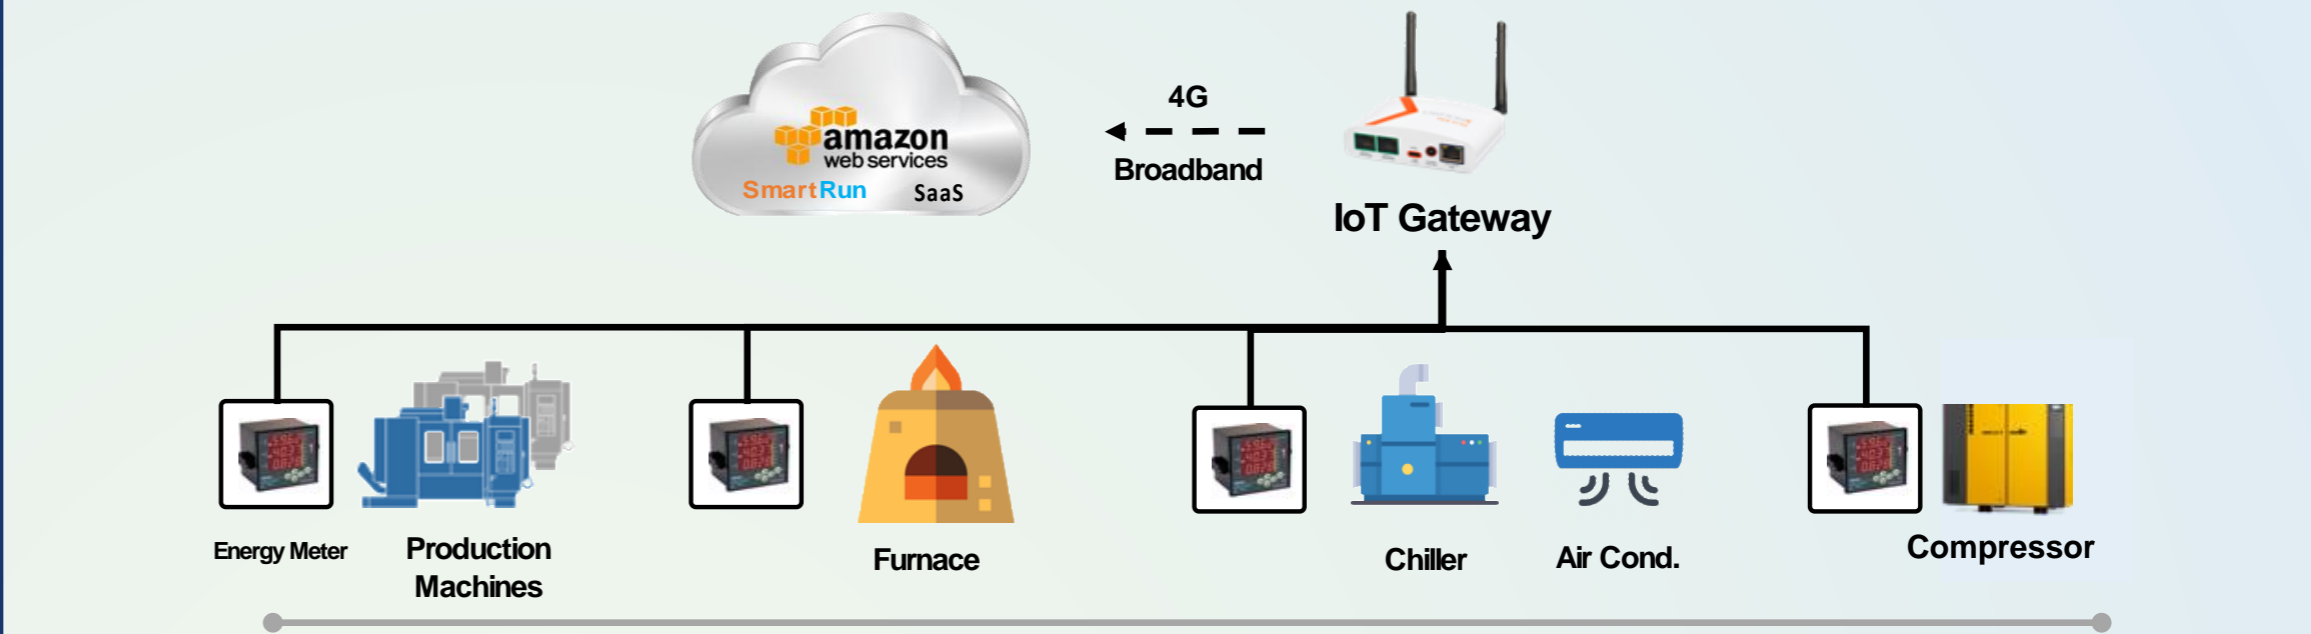 amazon
web services
SmartRun SaaS
4G
Broadband
IoT Gateway
Energy Meter
Production
Machines
Furnace
Chiller
Air Cond.
Compressor